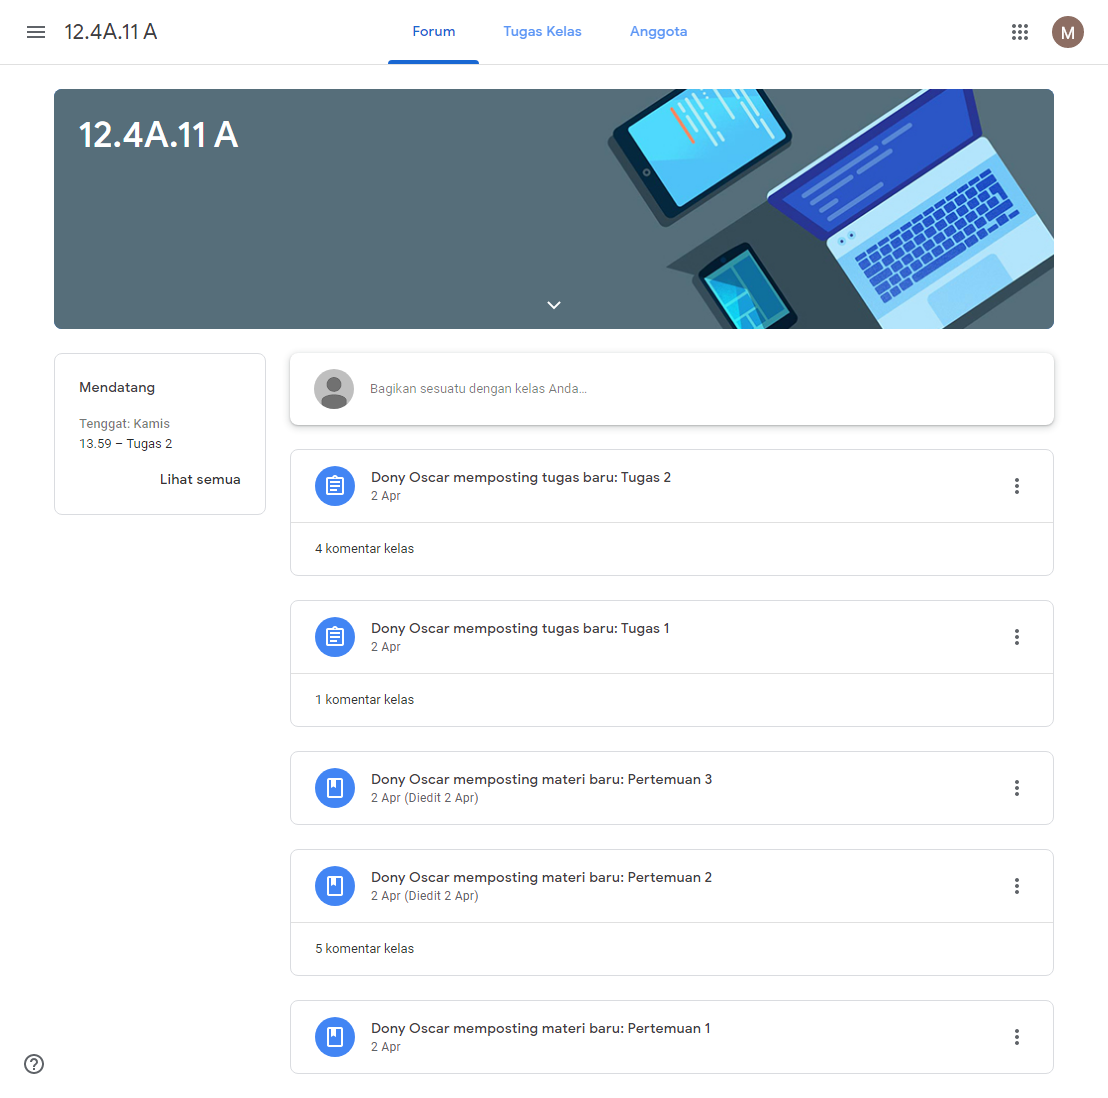 12.4A.11 A
Forum
Tugas Kelas
Anggota
M
12.4A.11 A
Mendatang
Tenggat: Kamis
13.59 – Tugas 2
Lihat semua
Bagikan sesuatu dengan kelas Anda...
Dony Oscar memposting tugas baru: Tugas 2
2 Apr
4 komentar kelas
Dony Oscar memposting tugas baru: Tugas 1
2 Apr
1 komentar kelas
Dony Oscar memposting materi baru: Pertemuan 3
2 Apr (Diedit 2 Apr)
Dony Oscar memposting materi baru: Pertemuan 2
2 Apr (Diedit 2 Apr)
5 komentar kelas
Dony Oscar memposting materi baru: Pertemuan 1
2 Apr